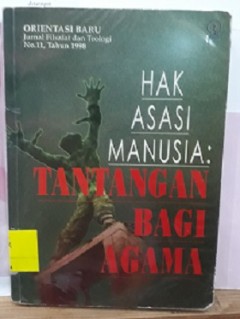 ORIENTASI BARU
Jurnal Filsafat dan Teologi
No.11, Tahun 1998
HAK
ASASI
MANUSIA:
TANTANGAN
BAGI
AGAMA